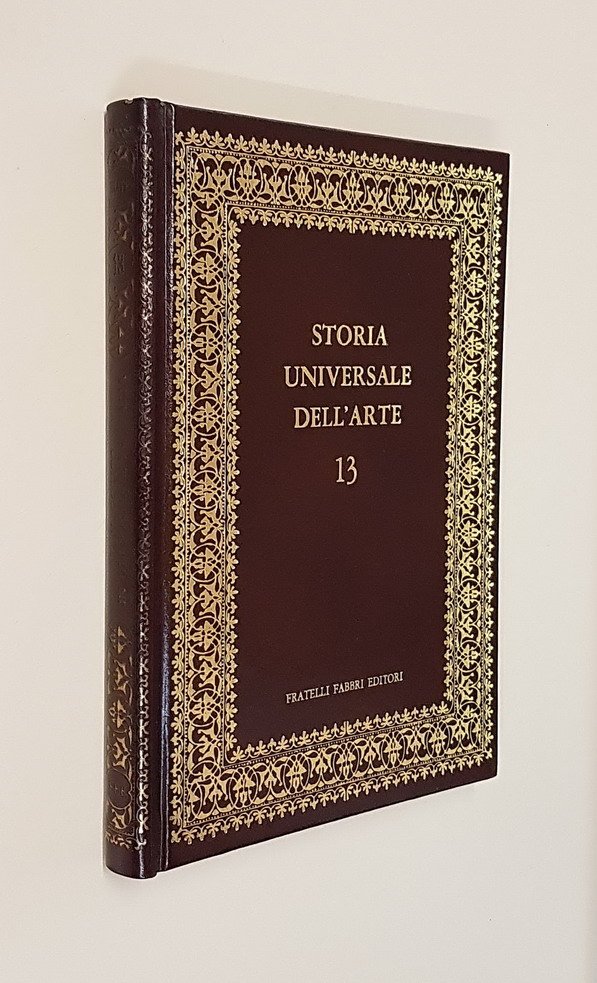 STORIA
UNIVERSALE
DELL'ARTE
13
FRATELLI FABBRI EDITORI